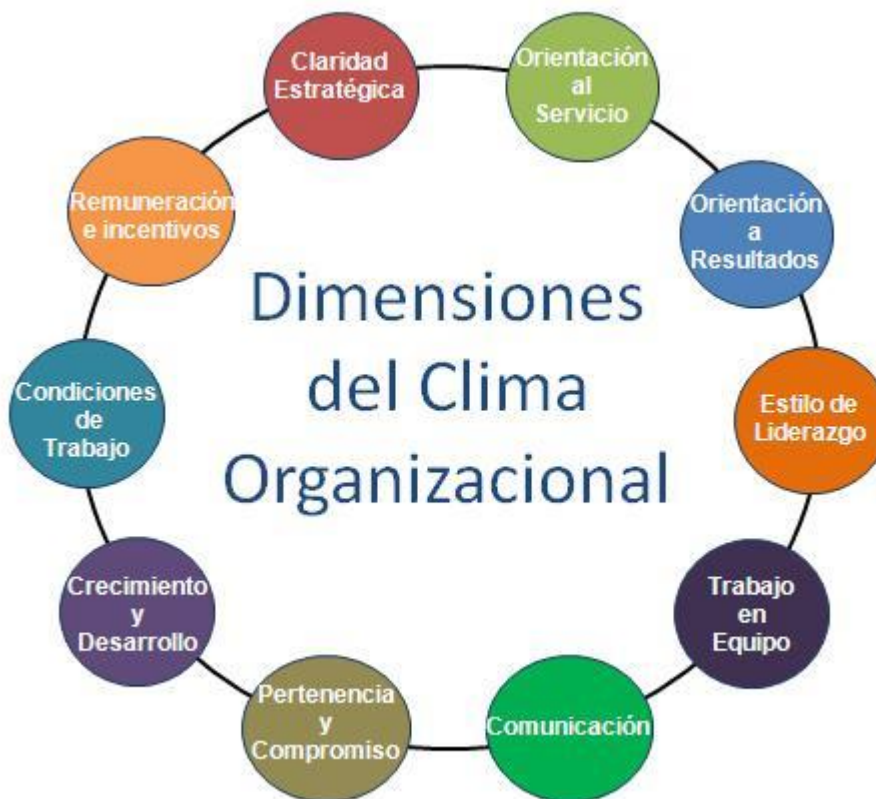 Claridad
Estratégica
Orientación
al
Servicio
Orientación
a
Resultados
Estilo de
Liderazgo
Trabajo
en
Equipo
Comunicación
Pertenencia
y
Compromiso
Crecimiento
y
Desarrollo
Condiciones
de
Trabajo
Remuneración
e incentivos
Dimensiones
del Clima
Organizacional